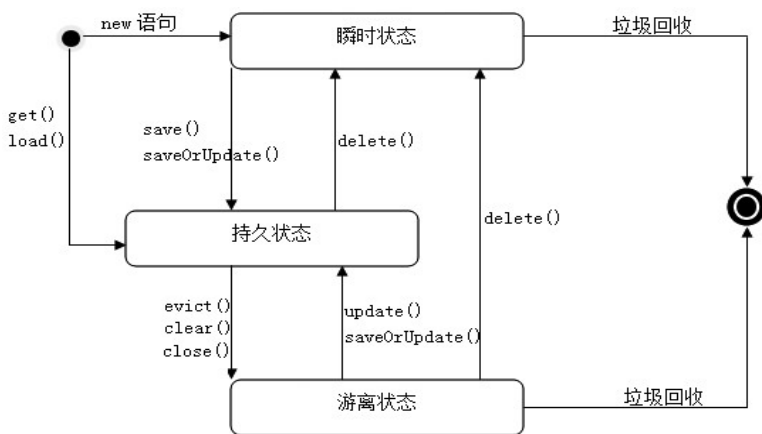 new 语句
瞬时状态
垃圾回收
get()
load()
save()
saveOrUpdate()
delete()
delete()
持久状态
evict()
clear()
close()
update()
saveOrUpdate()
游离状态
垃圾回收